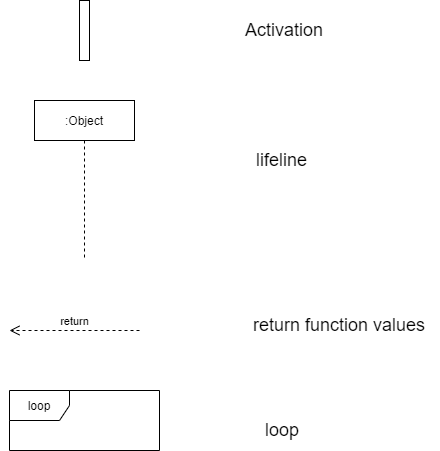 Activation
:Object
lifeline
return
return function values
loop
loop